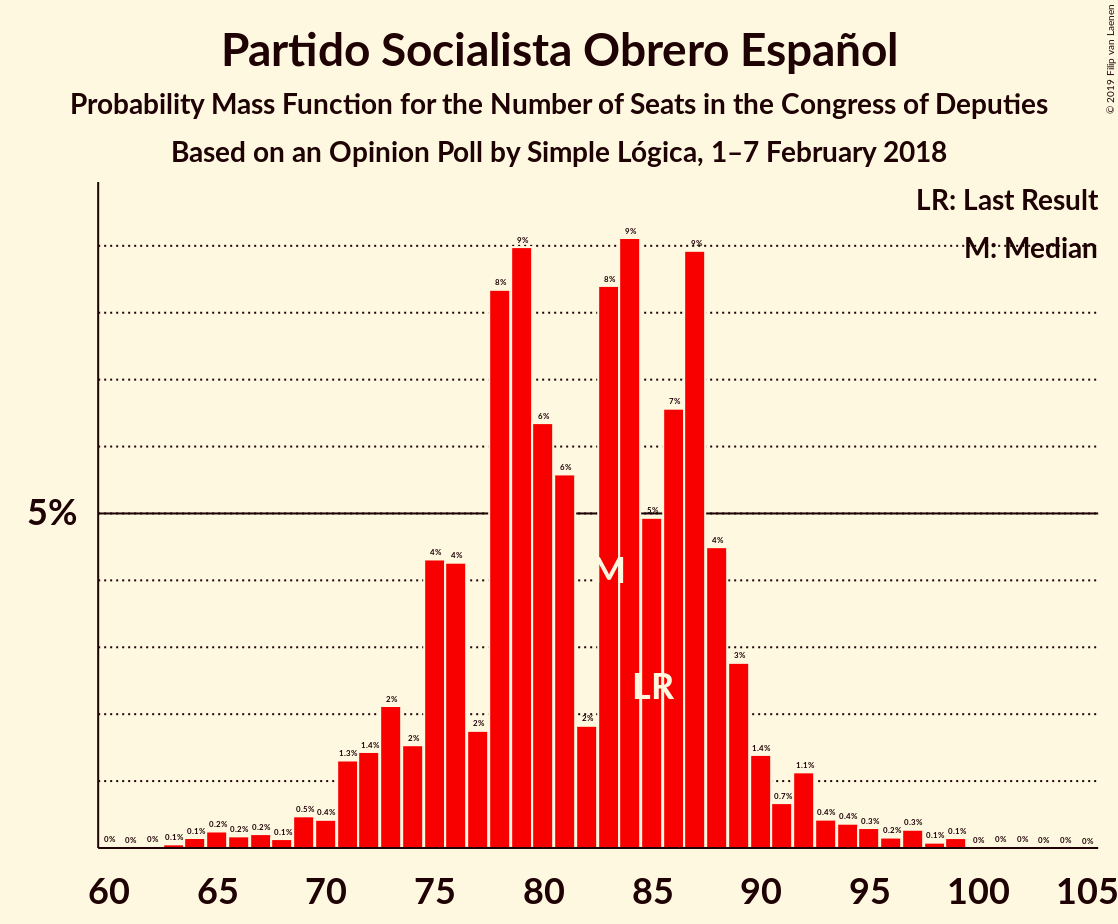 Partido Socialista Obrero Español
Probability Mass Function for the Number of Seats in the Congress of Deputies
Based on an Opinion Poll by Simple Lógica, 1–7 February 2018
© 2019 Filip van Laenen
LR: Last Result
M: Median
5%
0% 0% 0% 0.1% 0.1% 0.2% 0.2% 0.2% 0.1% 0.5% 0.4% 1.3% 1.4% 2% 2% 4% 4% 2% 8% 9% 6% 6% 2% 8% 9% 5% 7% 9% 4% 3% 1.4% 0.7% 1.1% 0.4% 0.4% 0.3% 0.2% 0.3% 0.1% 0.1% 0% 0% 0% 0% 0% 0%
M
LR
60 65 70 75 80 85 90 95 100 105